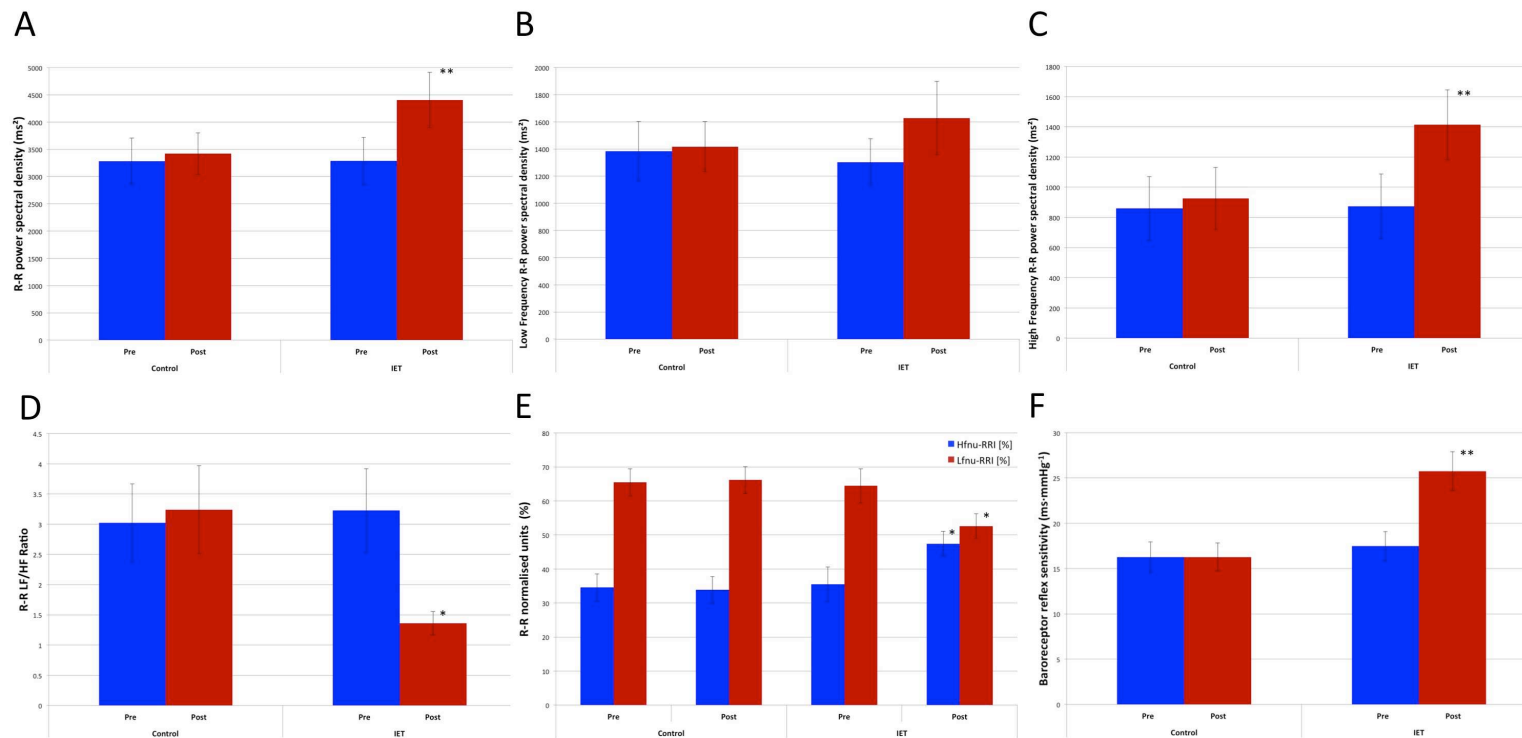 A
R-R power spectral density (ms²)
5000
4500
4000
3500
3000
2500
2000
1500
1000
500
0
**
Pre
Post
Pre
Post
Control
IET
B
Low Frequency R-R power spectral density (ms²)
2000
1800
1600
1400
1200
1000
800
600
400
200
0
Pre
Post
Pre
Post
Control
IET
C
High Frequency R-R power spectral density (ms²)
1800
1600
1400
1200
1000
800
600
400
200
0
**
Pre
Post
Pre
Post
Control
IET
D
R-R LF/HF Ratio
4.5
4
3.5
3
2.5
2
1.5
1
0.5
0
*
Pre
Post
Pre
Post
Control
IET
E
R-R normalised units (%)
80
70
60
50
40
30
20
10
0
Hfnu-RRI [%]
Lfnu-RRI [%]
*
*
Pre
Post
Pre
Post
Control
IET
F
Baroreceptor reflex sensitivity (ms·mmHg⁻¹)
30
25
20
15
10
5
0
**
Pre
Post
Pre
Post
Control
IET